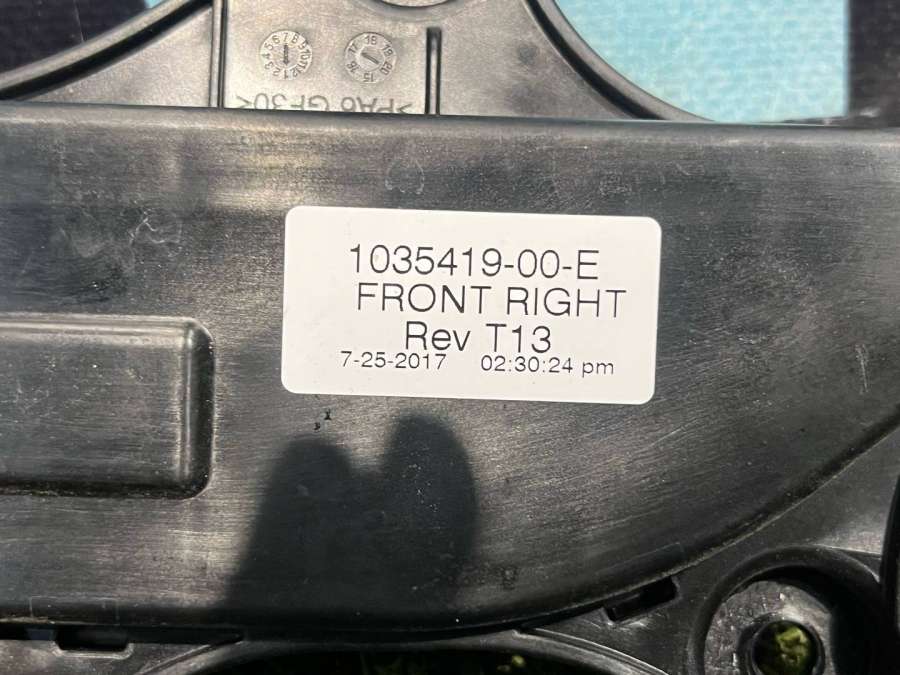 >PA6 GF30<
1035419-00-E
FRONT RIGHT
Rev T13
7-25-2017 02:30:24 pm